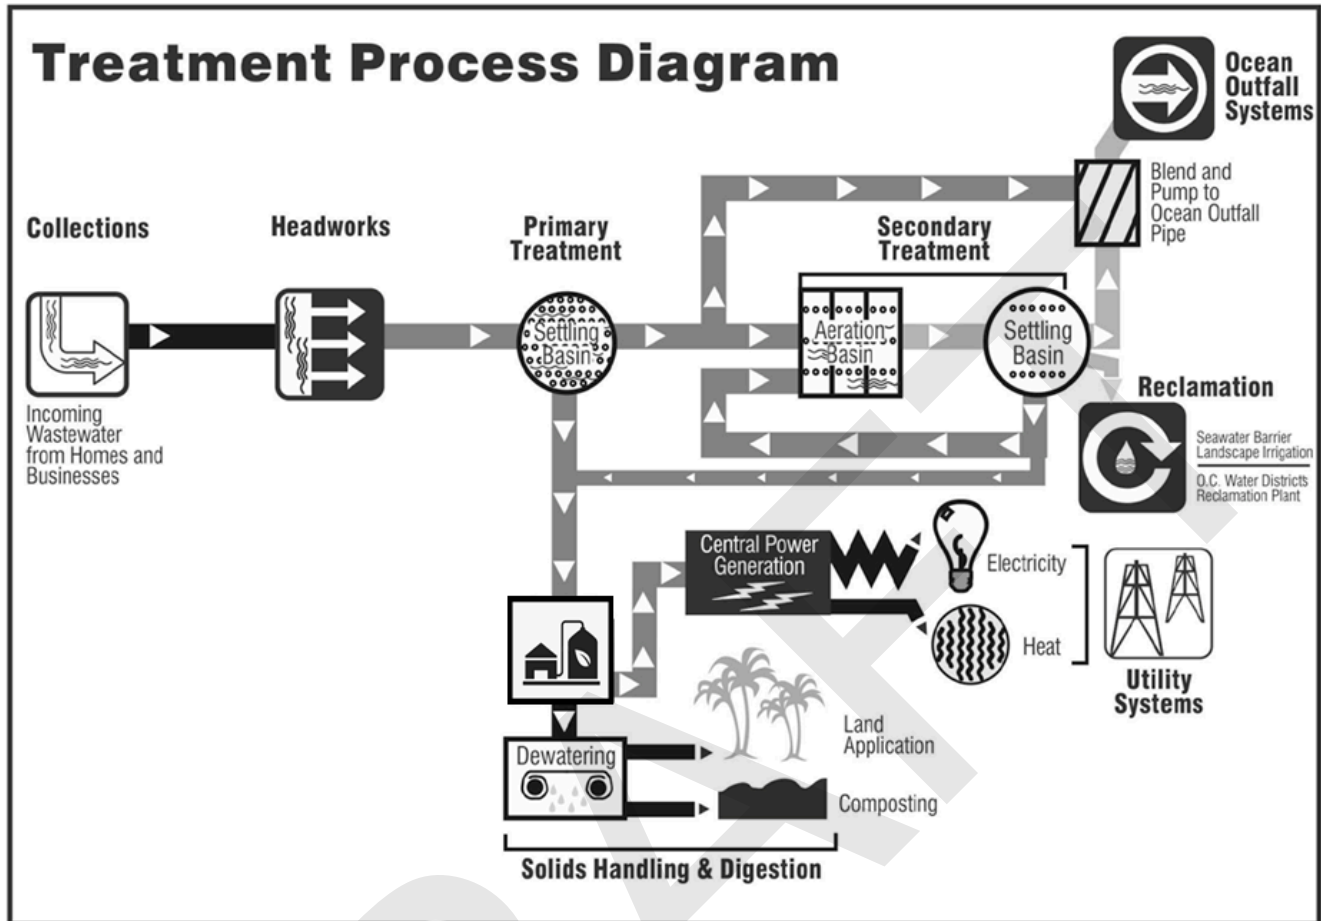 Treatment Process Diagram
Ocean
Outfall
Systems
Blend and
Pump to
Ocean Outfall
Pipe
Collections
Headworks
Primary
Treatment
Secondary
Treatment
Settling
Basin
Aeration
Basin
Settling
Basin
Incoming
Wastewater
from Homes and
Businesses
Reclamation
Seawater Barrier
Landscape Irrigation
O.C. Water Districts
Reclamation Plant
Central Power
Generation
Electricity
Heat
Utility
Systems
Land
Application
Dewatering
Composting
Solids Handling & Digestion
DRAFT